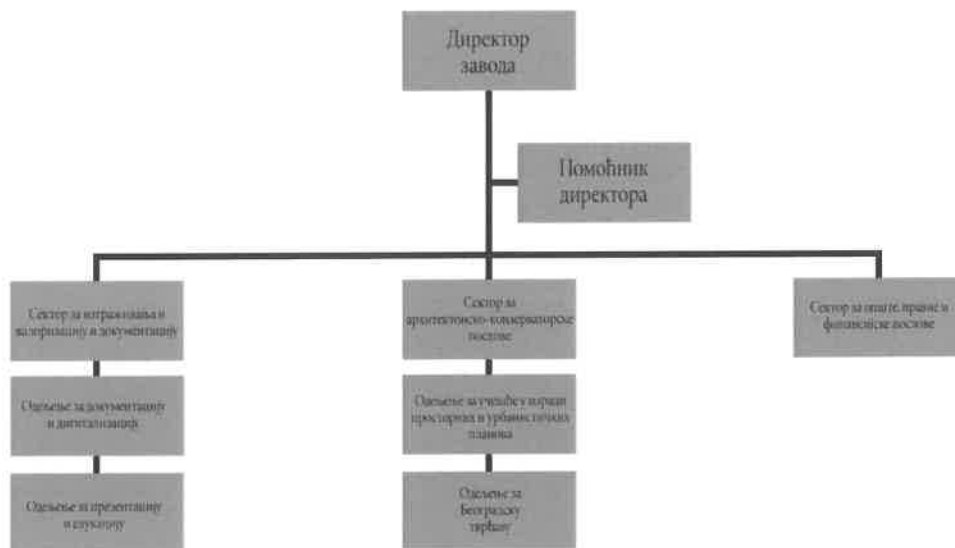 Директор
завода
Помоћник
директора
Сектор за истраживања и
валоризацију и документацију
Сектор за
архитектонско-конзерваторске
послове
Сектор за опште, правне и
финансијске послове
Одељење за документацију
и дигитализацију
Одељење за учешће у изради
просторних и урбанистичких
планова
Одељење за презентацију
и едукацију
Одељење за
Београдску
тврђаву